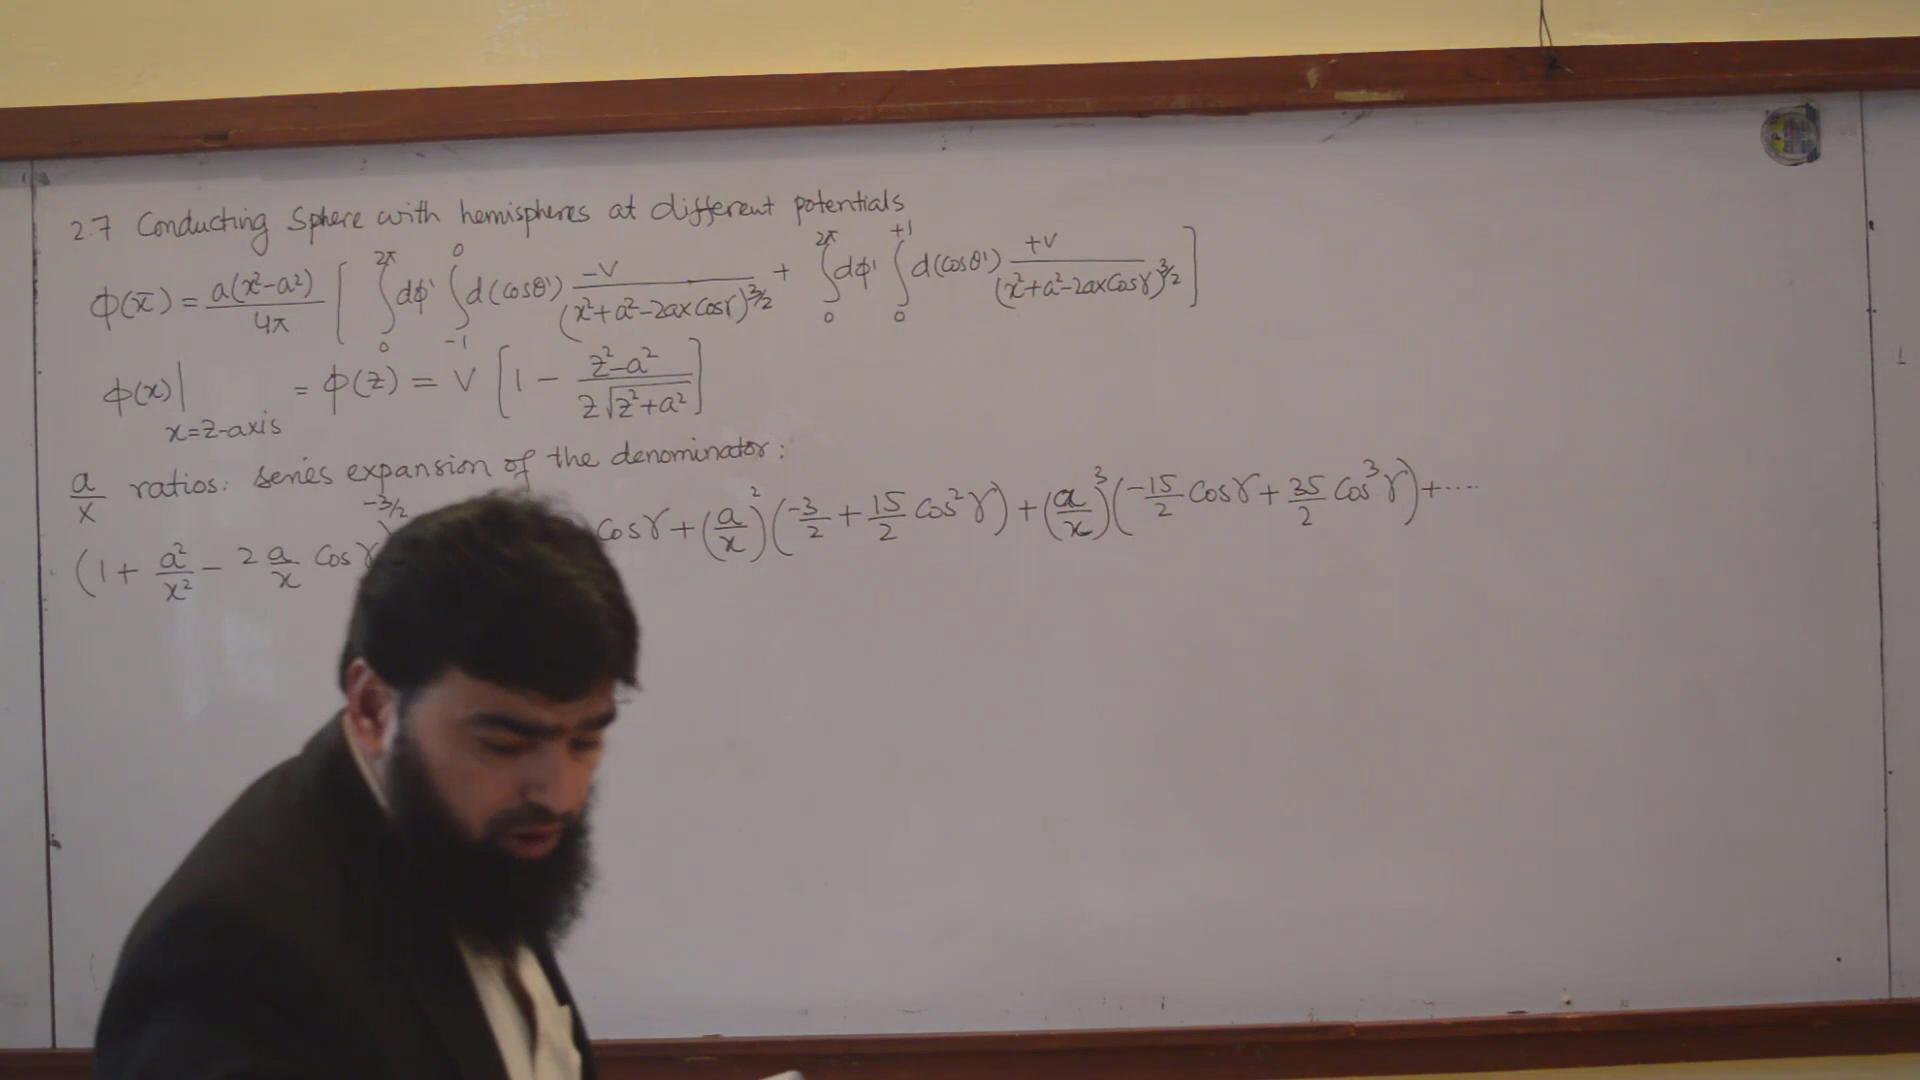 2.7 Conducting Sphere with hemispheres at different potentials
ϕ(x̄) = a(x²-a²)/4π [ ∫₀^2π dϕ' ∫₋₁^0 d(cosθ') -V/(x²+a²-2ax Cosγ)^3/2 + ∫₀^2π dϕ' ∫₀^+1 d(cosθ') +V/(x²+a²-2ax Cosγ)^3/2 ]
ϕ(x)| x=z-axis = ϕ(z) = V [1 - z²-a²/z√z²+a²]
a/x ratios: series expansion of the denominator:
(1 + a²/x² - 2 a/x Cosγ)^-3/2 Cosγ + (a/x)² (-3/2 + 15/2 Cos²γ) + (a/x)³ (-15/2 Cosγ + 35/2 Cos³γ) + ....